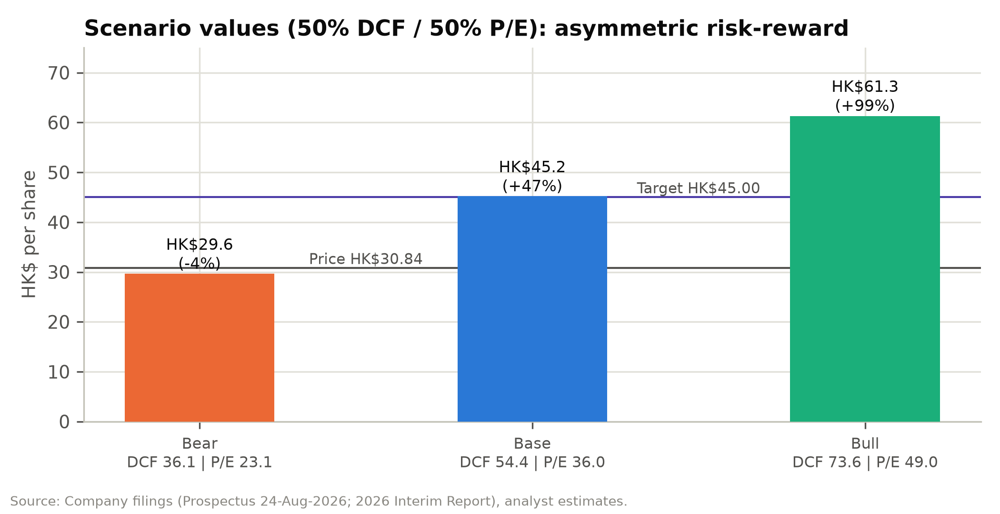 Scenario values (50% DCF / 50% P/E): asymmetric risk-reward
HK$ per share
70
60
50
40
30
20
10
0
HK$61.3
(+99%)
HK$45.2
(+47%)
Target HK$45.00
HK$29.6
(-4%)
Price HK$30.84
Bear
DCF 36.1 | P/E 23.1
Base
DCF 54.4 | P/E 36.0
Bull
DCF 73.6 | P/E 49.0
Source: Company filings (Prospectus 24-Aug-2026; 2026 Interim Report), analyst estimates.